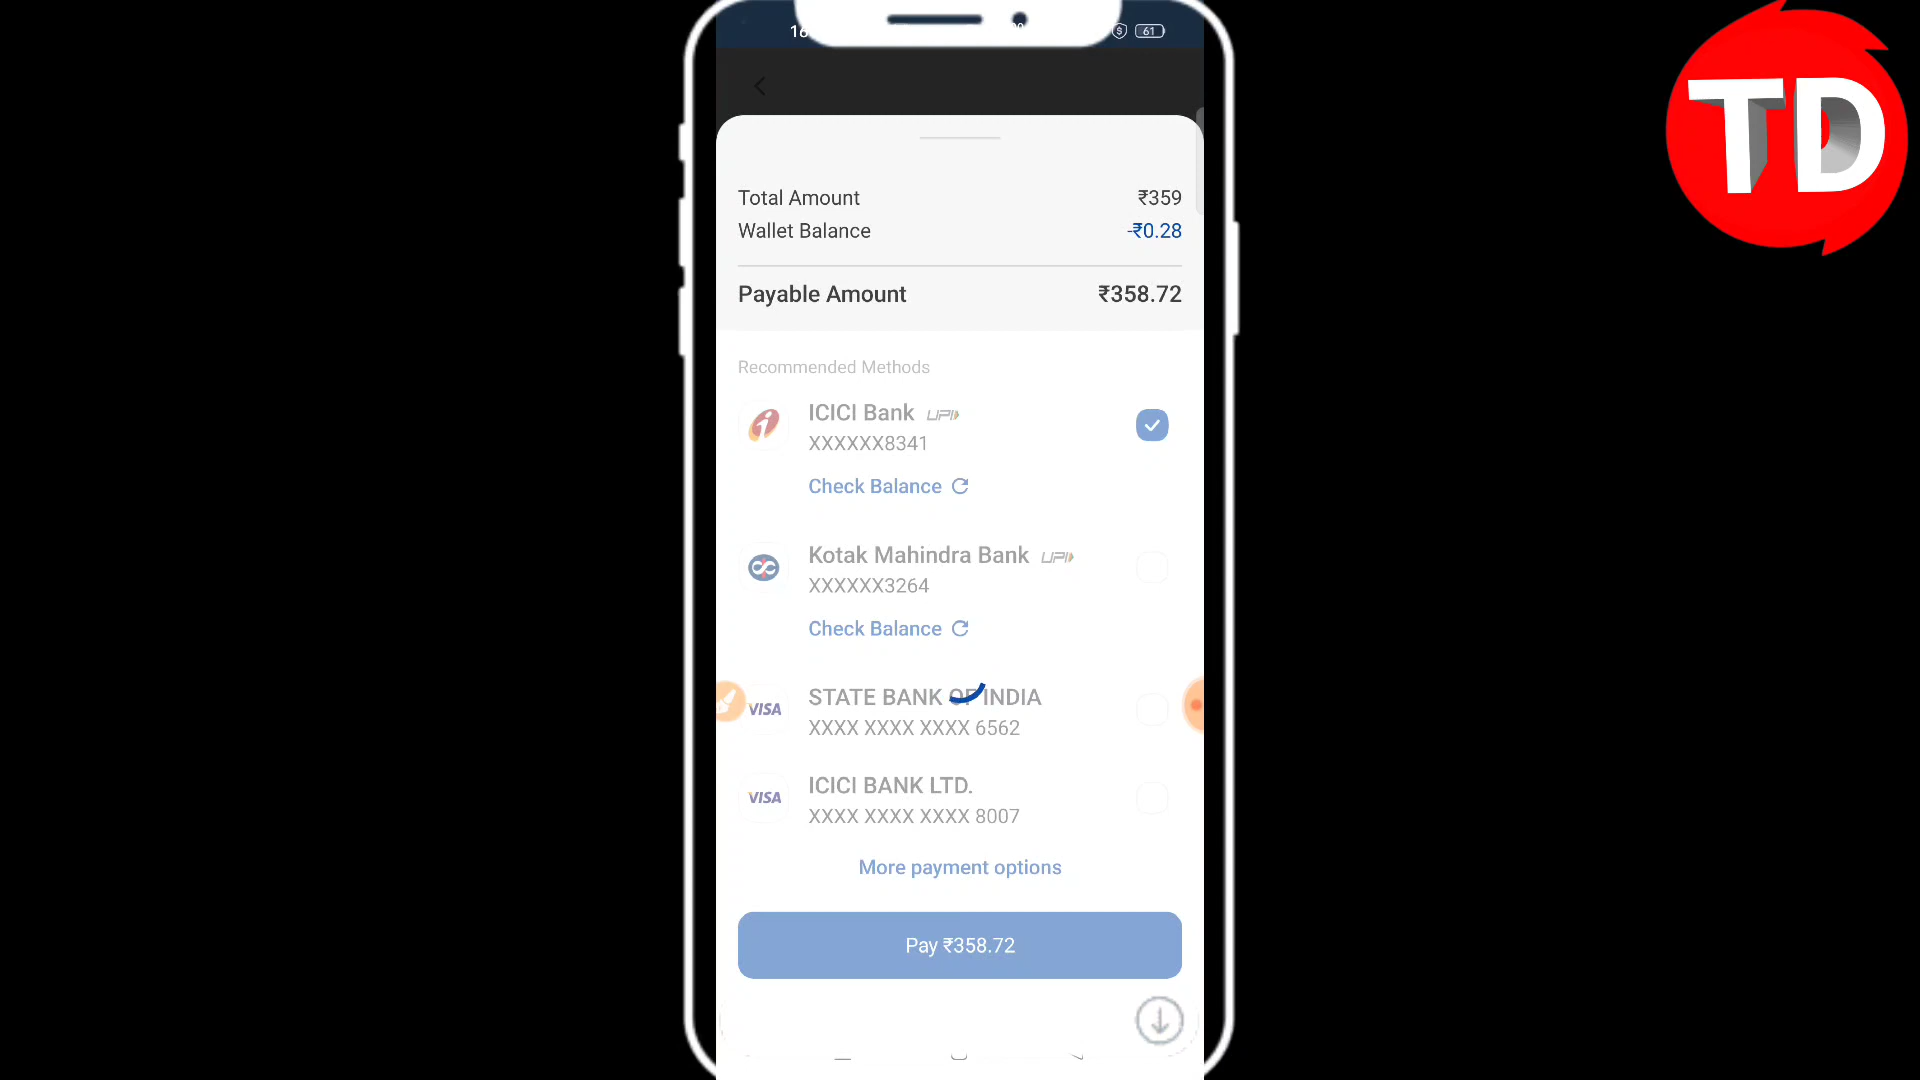 TD
61
Total Amount ₹359
Wallet Balance -₹0.28
Payable Amount ₹358.72
Recommended Methods
ICICI Bank UPI
XXXXXX8341
Check Balance
Kotak Mahindra Bank UPI
XXXXXX3264
Check Balance
VISA STATE BANK OF INDIA
XXXX XXXX XXXX 6562
VISA ICICI BANK LTD.
XXXX XXXX XXXX 8007
More payment options
Pay ₹358.72